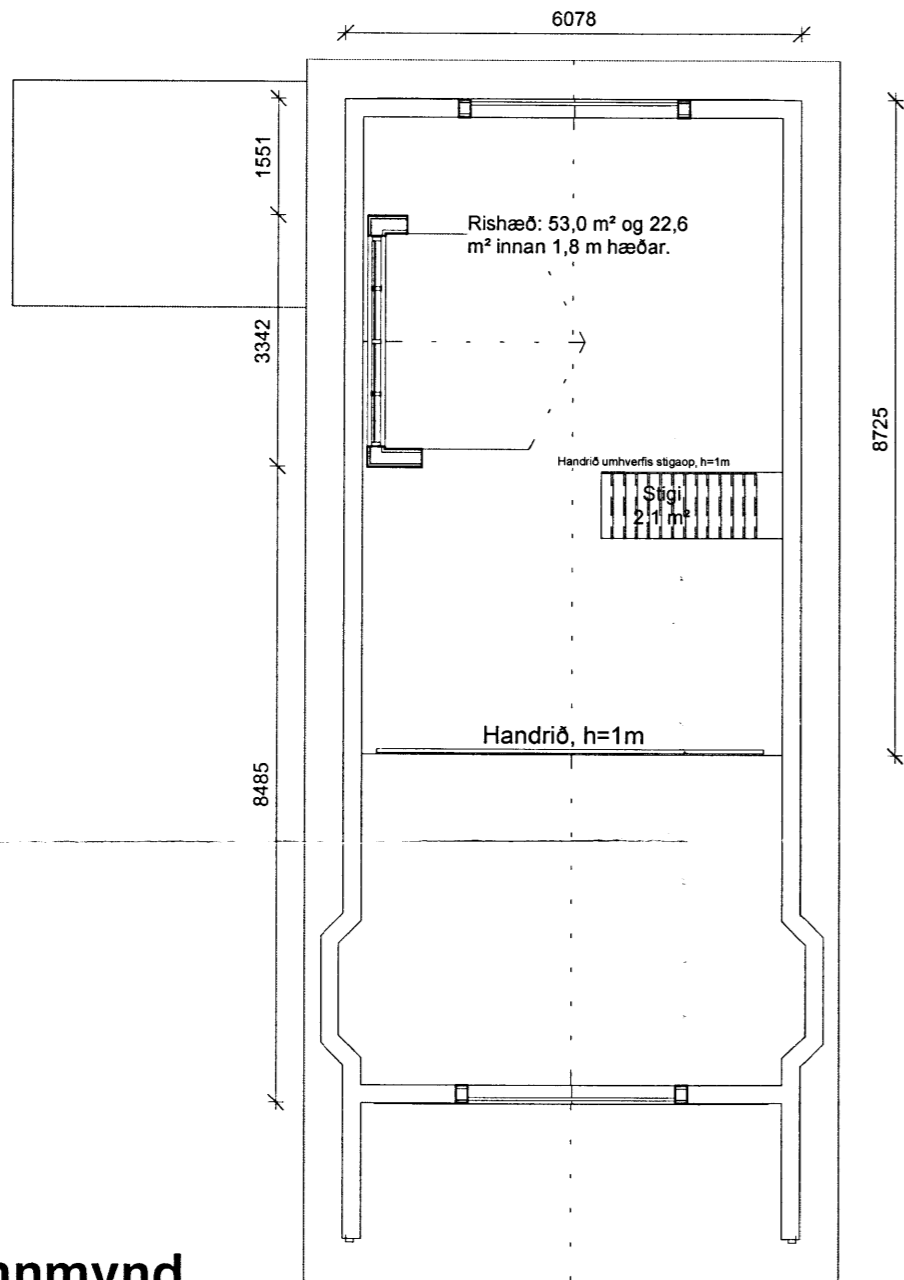 6078
1551
Rishæð: 53,0 m² og 22,6
m² innan 1,8 m hæðar.
3342
8725
Handrið umhverfis stigaop, h=1m
Stigi
2.1 m²
Handrið, h=1m
8485